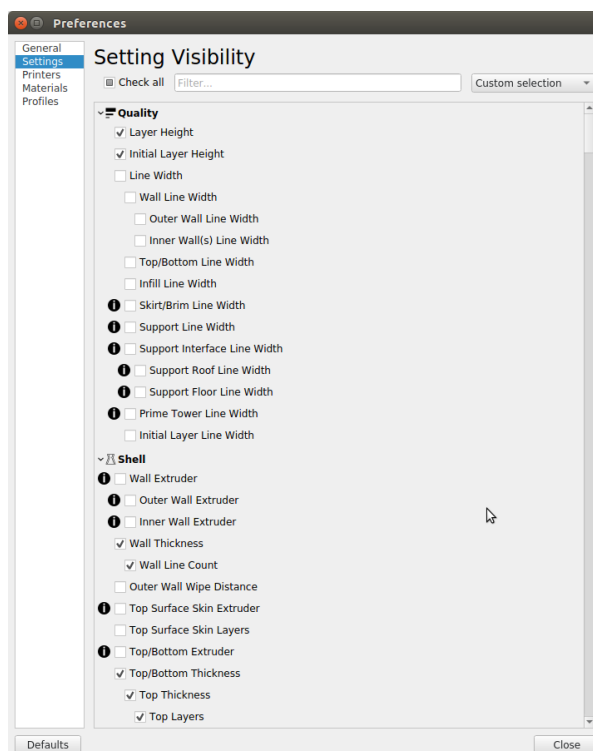 Preferences
General
Settings
Printers
Materials
Profiles
Setting Visibility
Check all
Filter...
Custom selection
Quality
Layer Height
Initial Layer Height
Line Width
Wall Line Width
Outer Wall Line Width
Inner Wall(s) Line Width
Top/Bottom Line Width
Infill Line Width
Skirt/Brim Line Width
Support Line Width
Support Interface Line Width
Support Roof Line Width
Support Floor Line Width
Prime Tower Line Width
Initial Layer Line Width
Shell
Wall Extruder
Outer Wall Extruder
Inner Wall Extruder
Wall Thickness
Wall Line Count
Outer Wall Wipe Distance
Top Surface Skin Extruder
Top Surface Skin Layers
Top/Bottom Extruder
Top/Bottom Thickness
Top Thickness
Top Layers
Defaults
Close